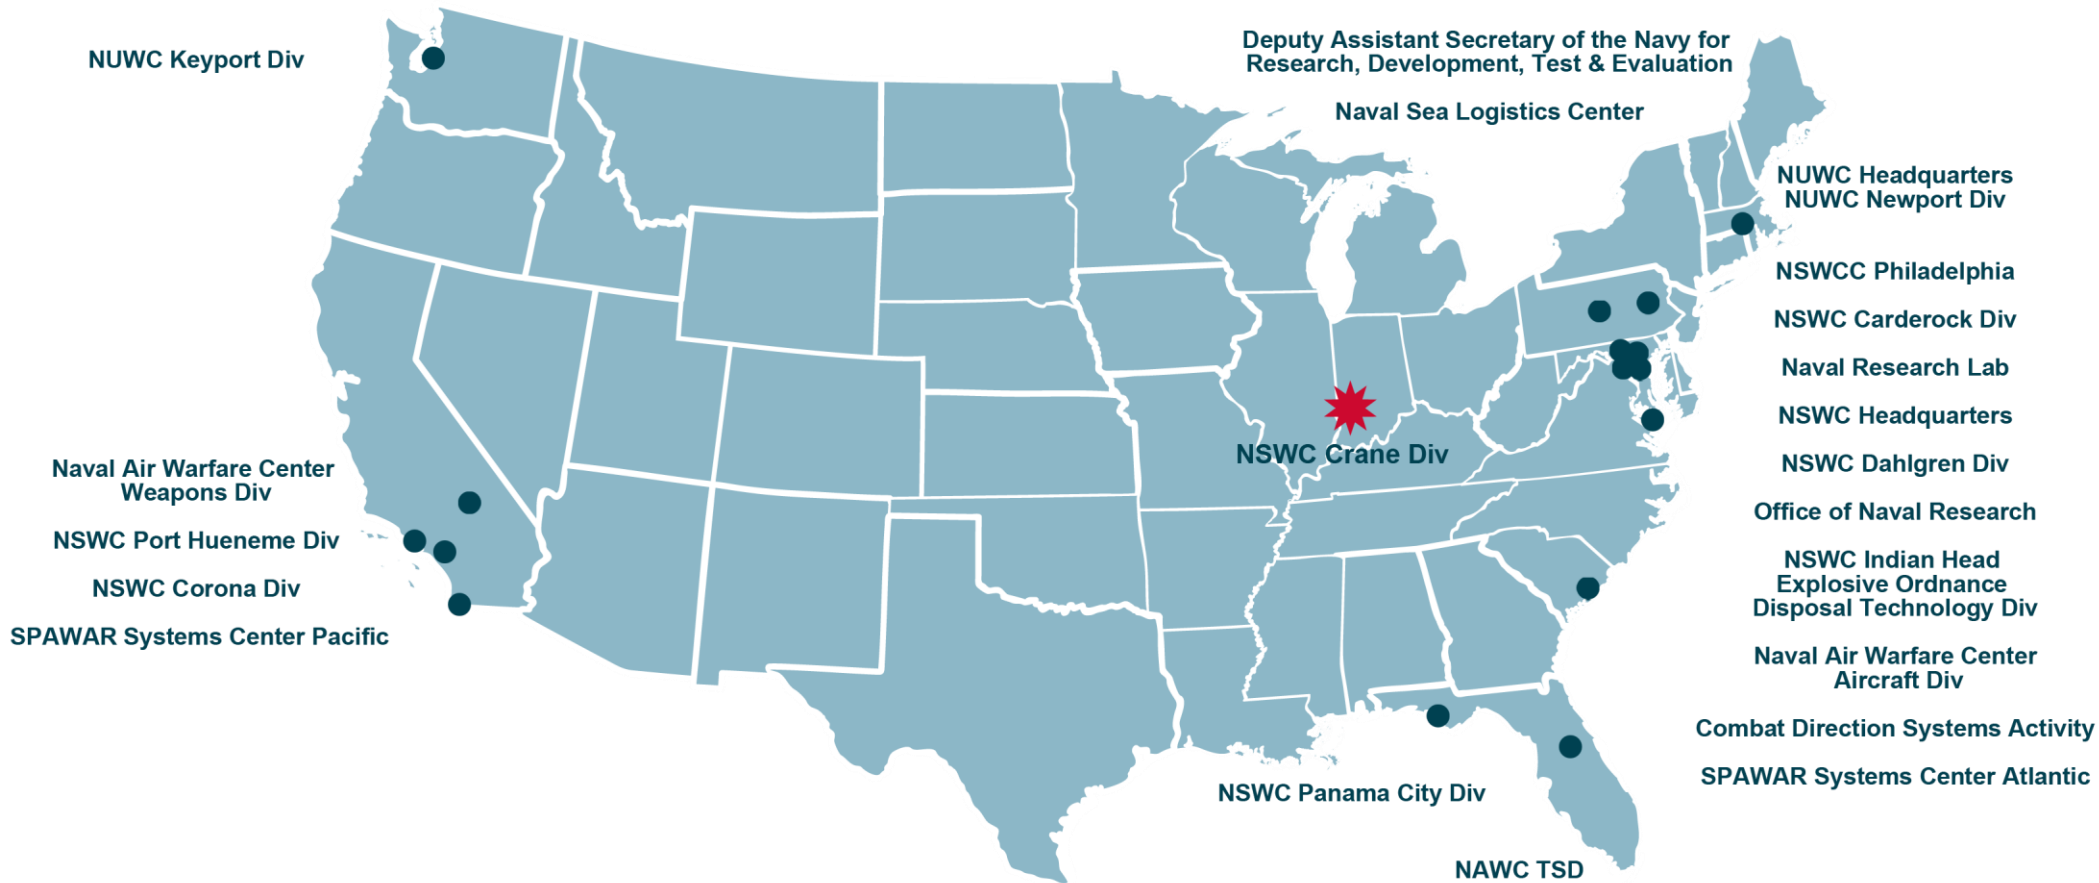 NUWC Keyport Div
Deputy Assistant Secretary of the Navy for
Research, Development, Test & Evaluation
Naval Sea Logistics Center
NUWC Headquarters
NUWC Newport Div
NSWCC Philadelphia
NSWC Carderock Div
Naval Research Lab
NSWC Headquarters
NSWC Dahlgren Div
Office of Naval Research
NSWC Indian Head
Explosive Ordnance
Disposal Technology Div
Naval Air Warfare Center
Aircraft Div
Combat Direction Systems Activity
SPAWAR Systems Center Atlantic
NSWC Crane Div
Naval Air Warfare Center
Weapons Div
NSWC Port Hueneme Div
NSWC Corona Div
SPAWAR Systems Center Pacific
NSWC Panama City Div
NAWC TSD